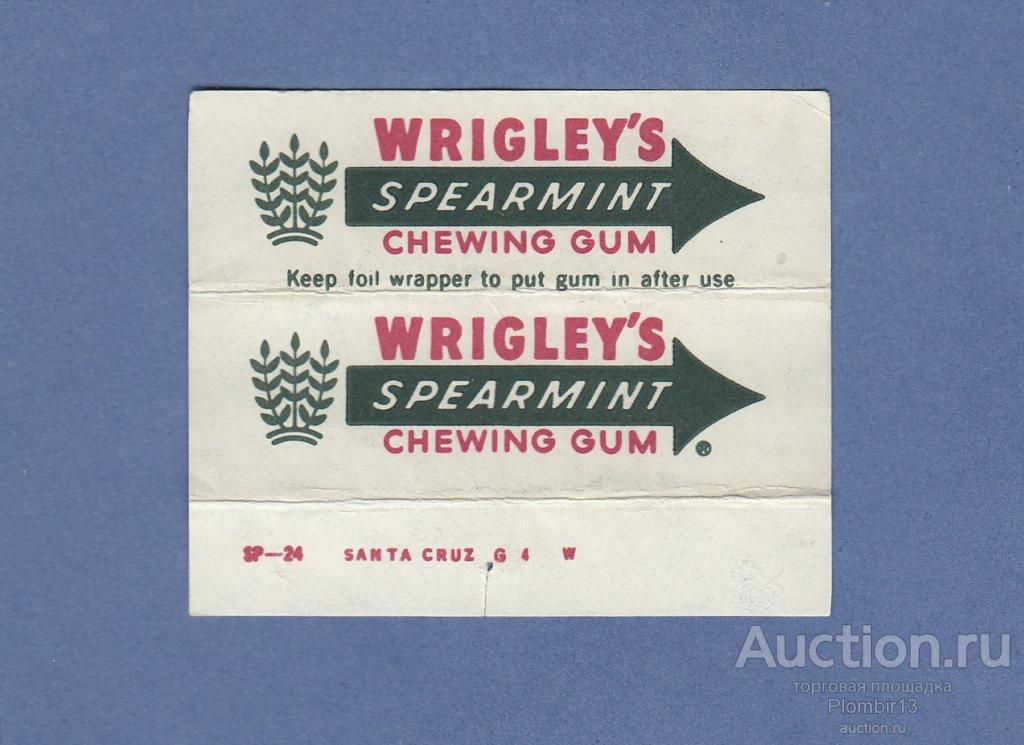 WRIGLEY'S
SPEARMINT
CHEWING GUM
Keep foil wrapper to put gum in after use
WRIGLEY'S
SPEARMINT
CHEWING GUM ®
SP—24 SANTA CRUZ G 4 W
Auction.ru
торговая площадка
Plombir13
auction.ru